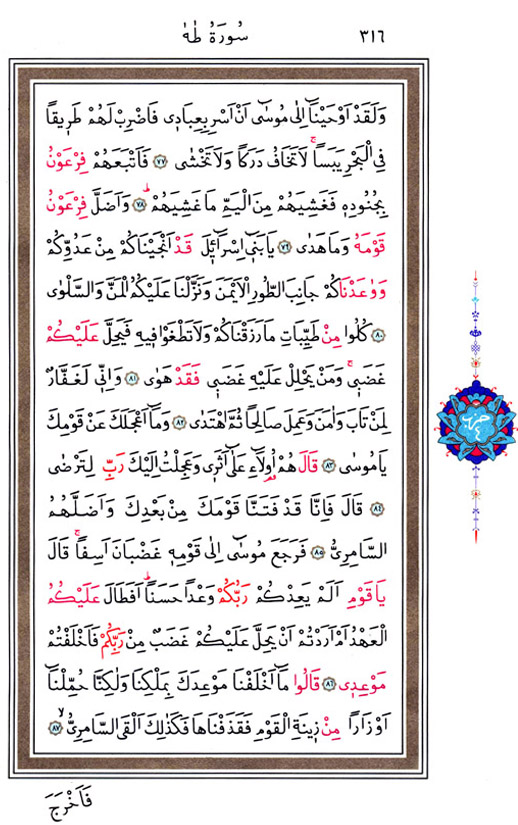 سُورَةُ طٰهٰ ٣١٦
وَلَقَدْ اَوْحَيْنَٓا اِلٰى مُوسٰٓى اَنْ اَسْرِ بِعِبَاد۪ي فَاضْرِبْ لَهُمْ طَر۪يقًا
فِي الْبَحْرِ يَبَسًاۚ لَا تَخَافُ دَرَكًا وَلَا تَخْشٰى ﴿٧٧﴾ فَاَتْبَعَهُمْ فِرْعَوْنُ
بِجُنُودِه۪ فَغَشِيَهُمْ مِنَ الْيَمِّ مَا غَشِيَهُمْۜ ﴿٧٨﴾ وَاَضَلَّ فِرْعَوْنُ
قَوْمَهُ وَمَا هَدٰى ﴿٧٩﴾ يَا بَن۪ٓي اِسْرَٓائ۪لَ قَدْ اَنْجَيْنَاكُمْ مِنْ عَدُوِّكُمْ
وَوٰعَدْنَاكُمْ جَانِبَ الطُّورِ الْاَيْمَنَ وَنَزَّلْنَا عَلَيْكُمُ الْمَنَّ وَالسَّلْوٰى
﴿٨٠﴾ كُلُوا مِنْ طَيِّبَاتِ مَا رَزَقْنَاكُمْ وَلَا تَطْغَوْا ف۪يهِ فَيَحِلَّ عَلَيْكُمْ
غَضَب۪يۚ وَمَنْ يَحْلِلْ عَلَيْهِ غَضَب۪ي فَقَدْ هَوٰى ﴿٨١﴾ وَاِنّ۪ي لَغَفَّارٌ
لِمَنْ تَابَ وَاٰمَنَ وَعَمِلَ صَالِحًا ثُمَّ اهْتَدٰى ﴿٨٢﴾ وَمَٓا اَعْجَلَكَ عَنْ قَوْمِكَ
يَا مُوسٰى ﴿٨٣﴾ قَالَ هُمْ اُو۬لَٓاءِ عَلٰٓى اَثَر۪ي وَعَجِلْتُ اِلَيْكَ رَبِّ لِتَرْضٰى
﴿٨٤﴾ قَالَ فَاِنَّا قَدْ فَتَنَّا قَوْمَكَ مِنْ بَعْدِكَ وَاَضَلَّهُمُ
السَّامِرِيُّ ﴿٨٥﴾ فَرَجَعَ مُوسٰٓى اِلٰى قَوْمِه۪ غَضْبَانَ اَسِفًاۚ قَالَ
يَا قَوْمِ اَلَمْ يَعِدْكُمْ رَبُّكُمْ وَعْدًا حَسَنًاۜ اَفَطَالَ عَلَيْكُمُ
الْعَهْدُ اَمْ اَرَدْتُمْ اَنْ يَحِلَّ عَلَيْكُمْ غَضَبٌ مِنْ رَبِّكُمْ فَاَخْلَفْتُمْ
مَوْعِد۪ي ﴿٨٦﴾ قَالُوا مَٓا اَخْلَفْنَا مَوْعِدَكَ بِمَلْكِنَا وَلٰكِنَّا حُمِّلْنَٓا
اَوْزَارًا مِنْ ز۪ينَةِ الْقَوْمِ فَقَذَفْنَاهَا فَكَذٰلِكَ اَلْقَى السَّامِرِيُّۙ ﴿٨٧﴾
فَاَخْرَجَ
حزب
٤